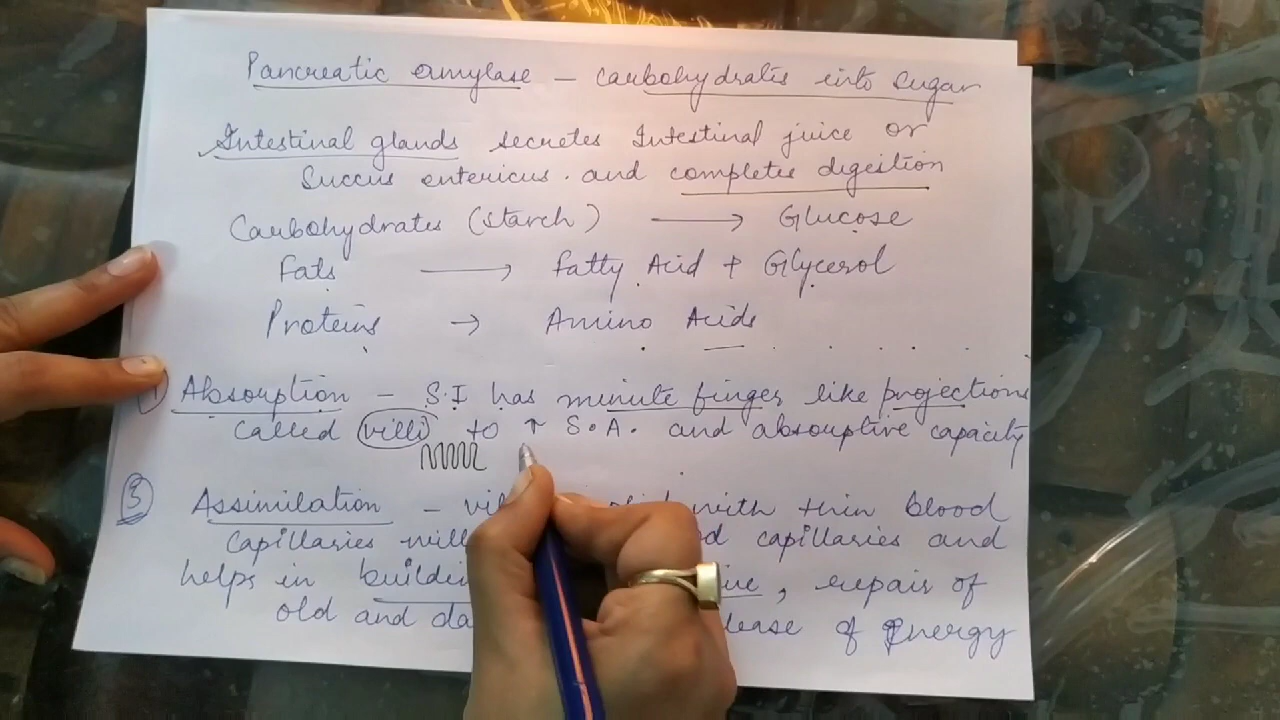 Pancreatic amylase – Carbohydrates into Sugar
Intestinal glands secretes Intestinal juice or
Succus entericus. and completes digestion
Carbohydrates (starch) → Glucose
Fats → Fatty Acid + Glycerol
Proteins → Amino Acids
Absorption – S.I has minute finger like projections
called villi to ↑ S.A. and absorptive capacity
③ Assimilation – with thin blood
capillaries capillaries and
helps in , repair of
old and of Energy